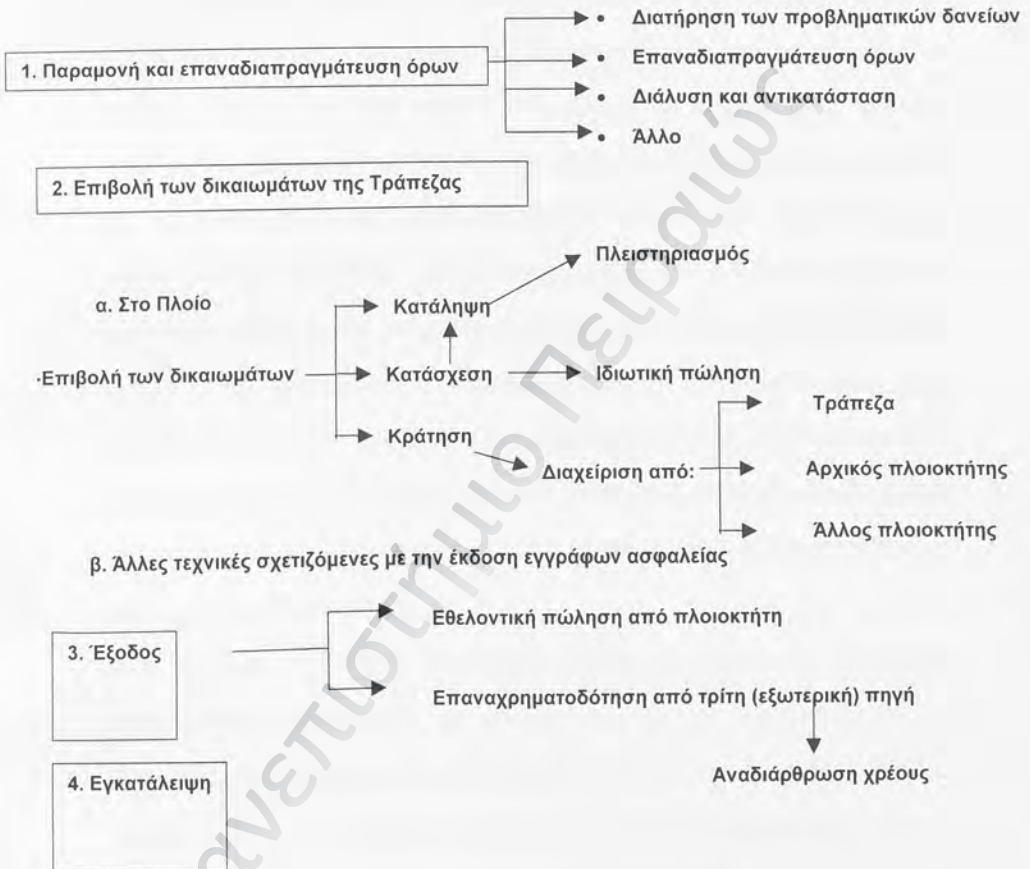 • Διατήρηση των προβληματικών δανείων
1. Παραμονή και επαναδιαπραγμάτευση όρων
• Επαναδιαπραγμάτευση όρων
• Διάλυση και αντικατάσταση
• Άλλο
2. Επιβολή των δικαιωμάτων της Τράπεζας
Πλειστηριασμός
α. Στο Πλοίο
Κατάληψη
·Επιβολή των δικαιωμάτων
Κατάσχεση
Ιδιωτική πώληση
Τράπεζα
Κράτηση
Διαχείριση από:
Αρχικός πλοιοκτήτης
Άλλος πλοιοκτήτης
β. Άλλες τεχνικές σχετιζόμενες με την έκδοση εγγράφων ασφαλείας
Εθελοντική πώληση από πλοιοκτήτη
3. Έξοδος
Επαναχρηματοδότηση από τρίτη (εξωτερική) πηγή
Αναδιάρθρωση χρέους
4. Εγκατάλειψη
ανεπιστήμιο Πειραιώς